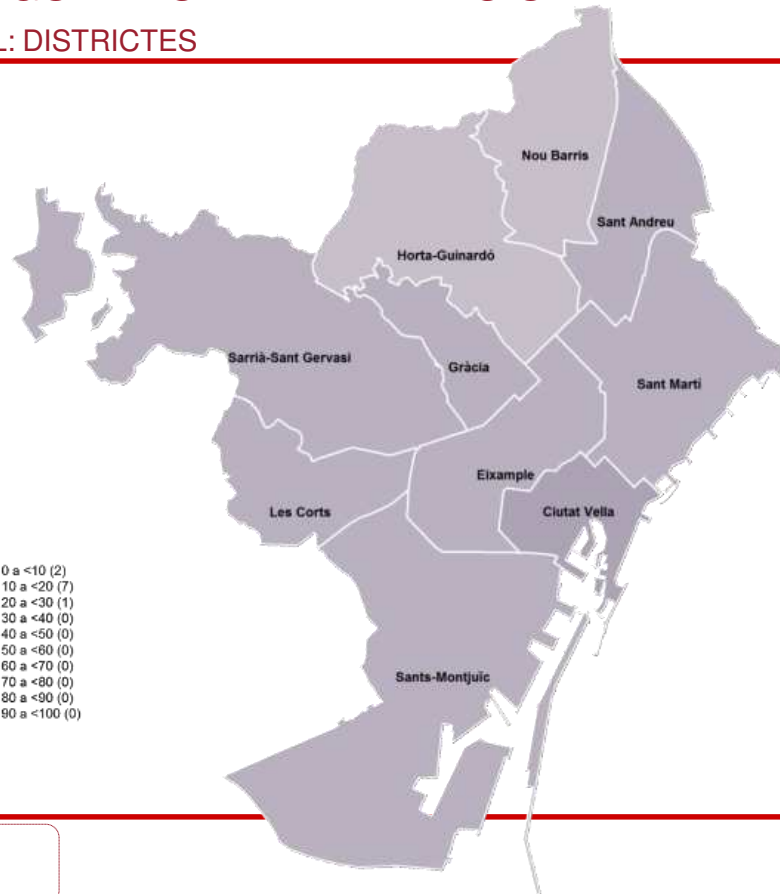 L: DISTRICTES
Nou Barris
Sant Andreu
Horta-Guinardó
Sarrià-Sant Gervasi
Gràcia
Sant Martí
Eixample
Les Corts
Ciutat Vella
0 a <10 (2)
10 a <20 (7)
20 a <30 (1)
30 a <40 (0)
40 a <50 (0)
50 a <60 (0)
60 a <70 (0)
70 a <80 (0)
80 a <90 (0)
90 a <100 (0)
Sants-Montjuïc